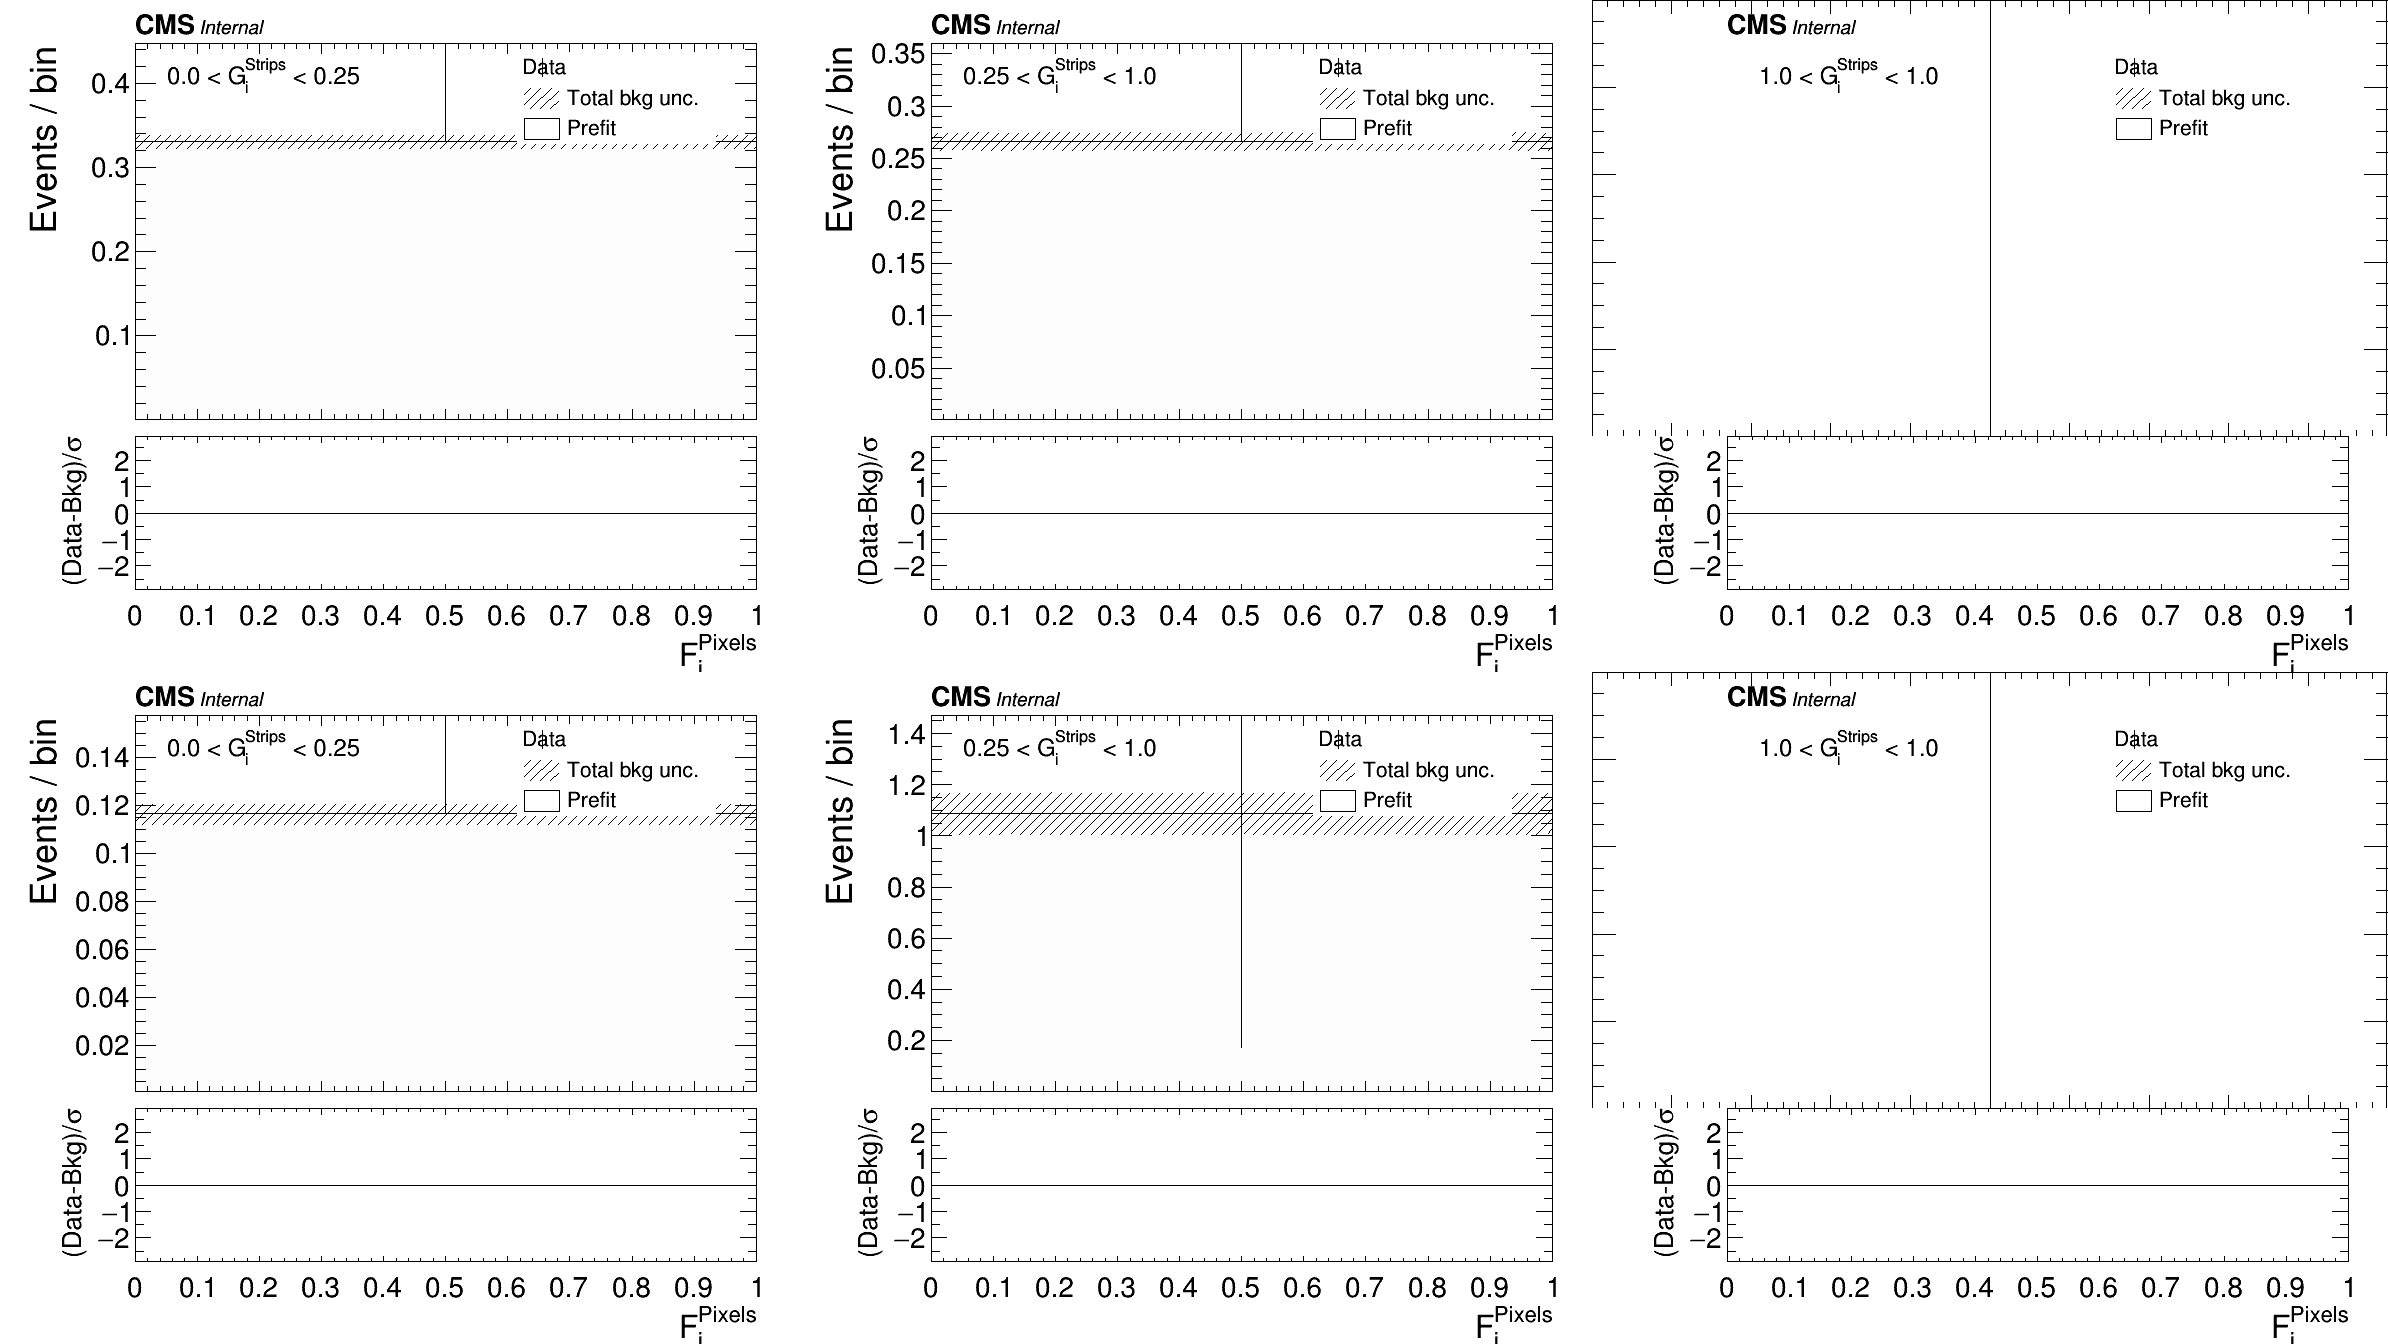 CMS Internal
Events / bin
0.0 < G_i^Strips < 0.25
Data
Total bkg unc.
Prefit
0.4
0.3
0.2
0.1
(Data-Bkg)/σ
2
1
0
−1
−2
0 0.1 0.2 0.3 0.4 0.5 0.6 0.7 0.8 0.9 1
F_i^Pixels
CMS Internal
Events / bin
0.25 < G_i^Strips < 1.0
Data
Total bkg unc.
Prefit
0.35
0.3
0.25
0.2
0.15
0.1
0.05
(Data-Bkg)/σ
2
1
0
−1
−2
0 0.1 0.2 0.3 0.4 0.5 0.6 0.7 0.8 0.9 1
F_i^Pixels
CMS Internal
1.0 < G_i^Strips < 1.0
Data
Total bkg unc.
Prefit
(Data-Bkg)/σ
2
1
0
−1
−2
0 0.1 0.2 0.3 0.4 0.5 0.6 0.7 0.8 0.9 1
F_i^Pixels
CMS Internal
Events / bin
0.0 < G_i^Strips < 0.25
Data
Total bkg unc.
Prefit
0.14
0.12
0.1
0.08
0.06
0.04
0.02
(Data-Bkg)/σ
2
1
0
−1
−2
0 0.1 0.2 0.3 0.4 0.5 0.6 0.7 0.8 0.9 1
F_i^Pixels
CMS Internal
Events / bin
0.25 < G_i^Strips < 1.0
Data
Total bkg unc.
Prefit
1.4
1.2
1
0.8
0.6
0.4
0.2
(Data-Bkg)/σ
2
1
0
−1
−2
0 0.1 0.2 0.3 0.4 0.5 0.6 0.7 0.8 0.9 1
F_i^Pixels
CMS Internal
1.0 < G_i^Strips < 1.0
Data
Total bkg unc.
Prefit
(Data-Bkg)/σ
2
1
0
−1
−2
0 0.1 0.2 0.3 0.4 0.5 0.6 0.7 0.8 0.9 1
F_i^Pixels